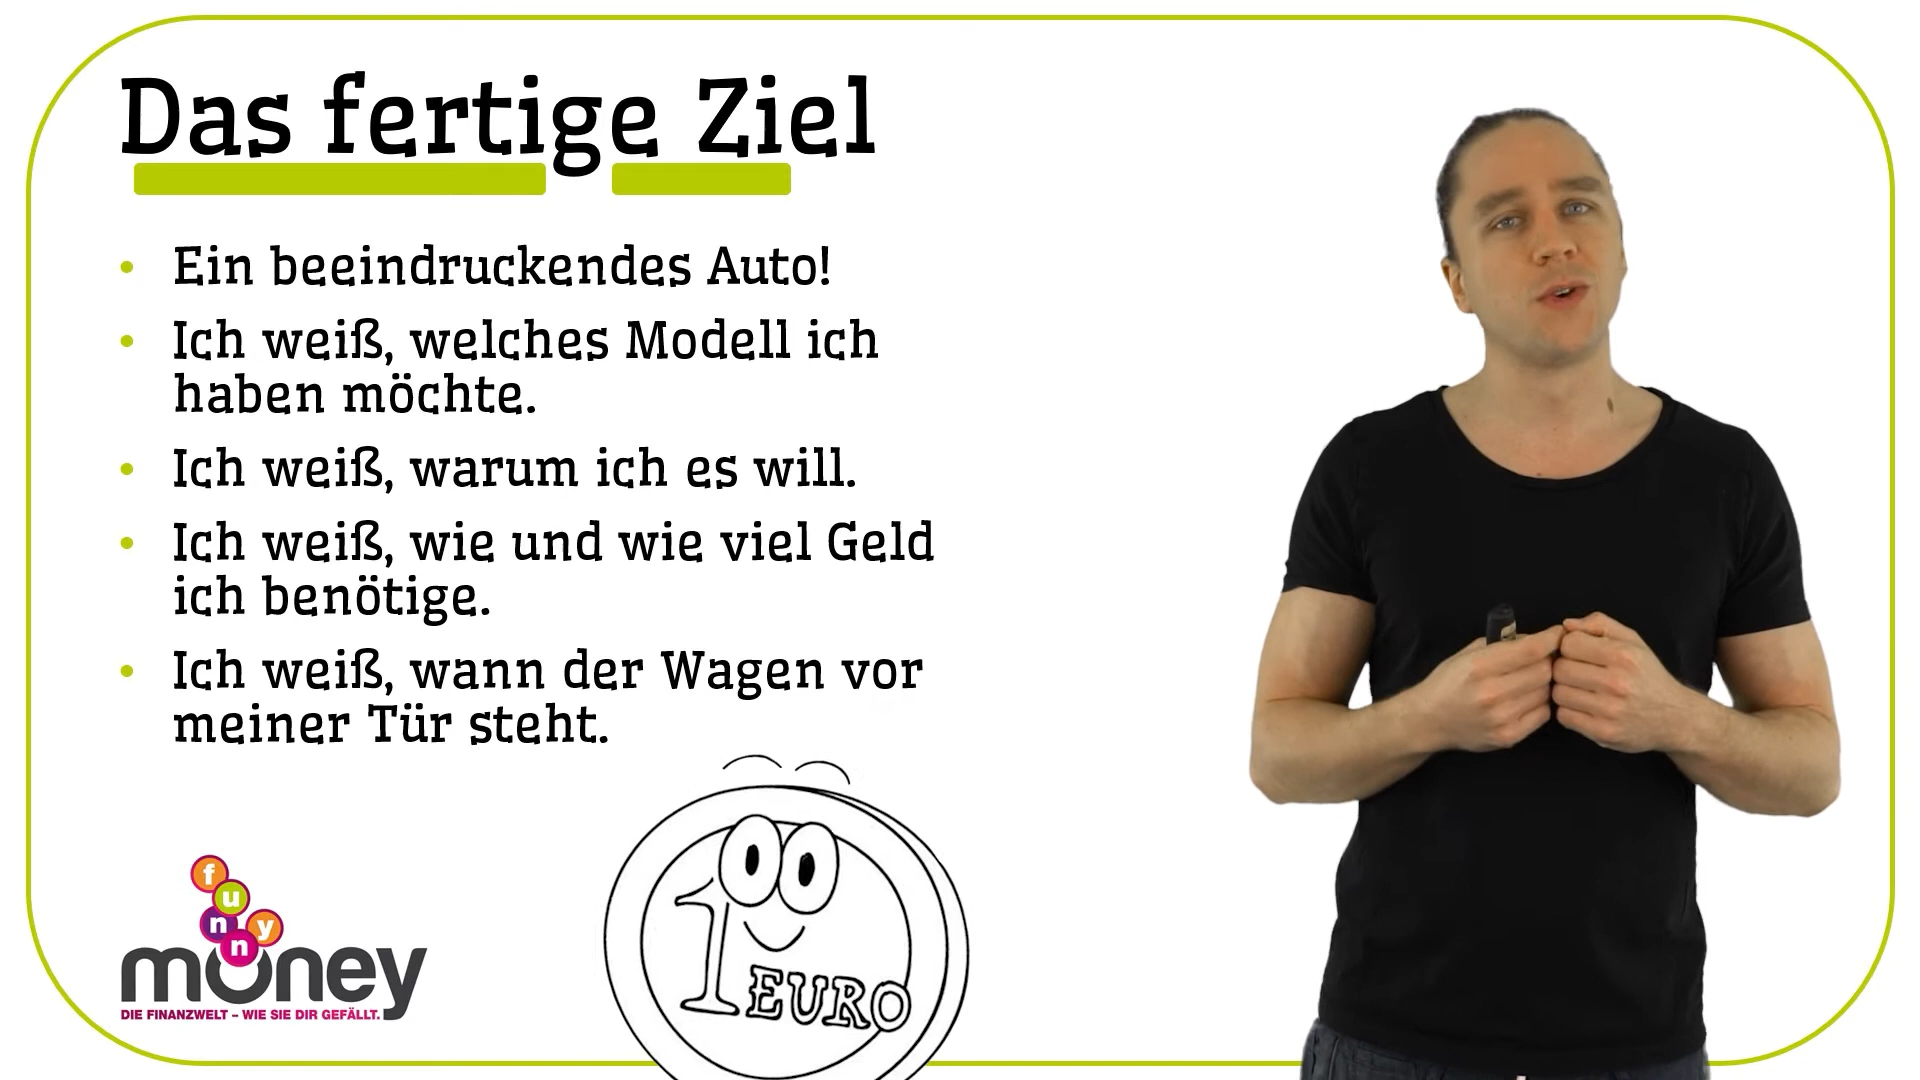 Das fertige Ziel
• Ein beeindruckendes Auto!
• Ich weiß, welches Modell ich
haben möchte.
• Ich weiß, warum ich es will.
• Ich weiß, wie und wie viel Geld
ich benötige.
• Ich weiß, wann der Wagen vor
meiner Tür steht.
funny
money
DIE FINANZWELT – WIE SIE DIR GEFÄLLT.
1 EURO